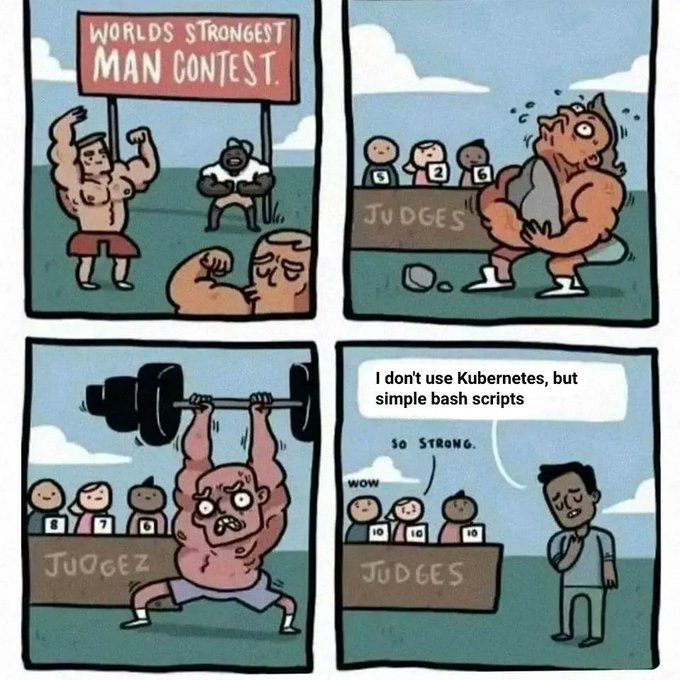 WORLDS STRONGEST
MAN CONTEST.
5
2
6
JUDGES
8
7
6
JUDGEZ
I don't use Kubernetes, but
simple bash scripts
SO STRONG.
WOW
10
10
10
JUDGES